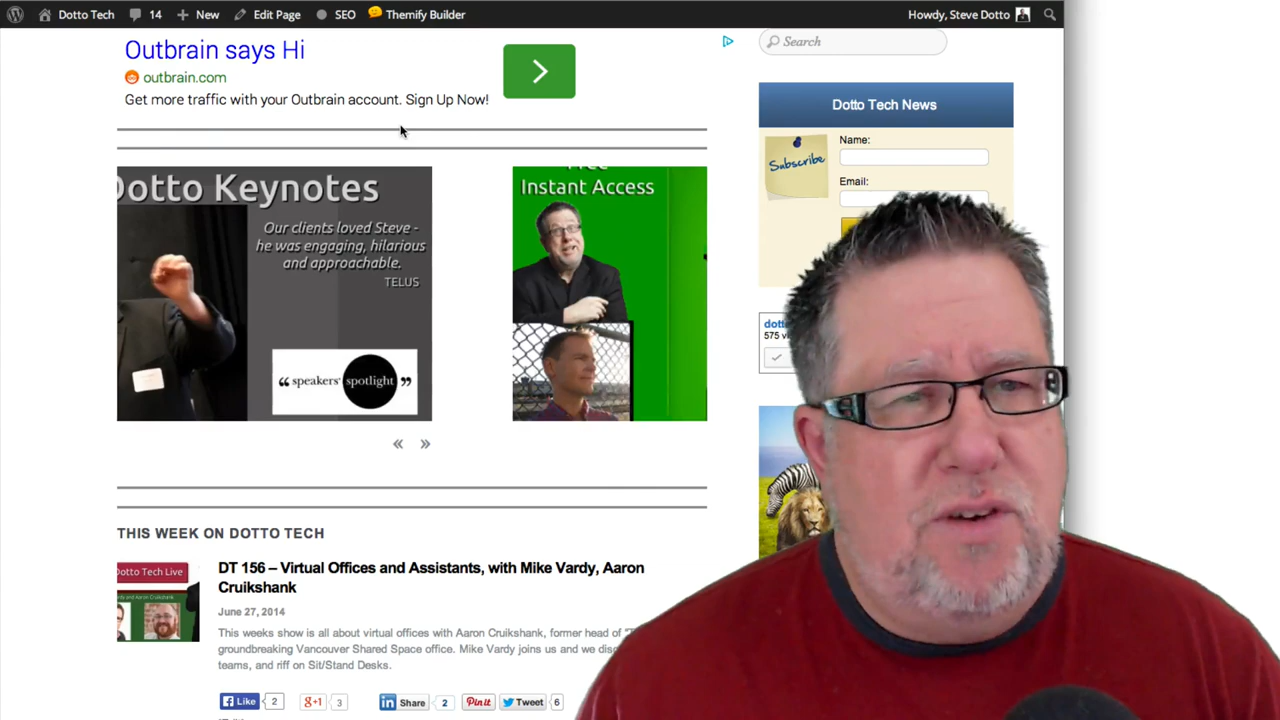 Dotto Tech 14 New Edit Page SEO Themify Builder Howdy, Steve Dotto
Outbrain says Hi
outbrain.com
Get more traffic with your Outbrain account. Sign Up Now!
Search
Dotto Tech News
Subscribe
Name:
Email:
Dotto Keynotes
Our clients loved Steve -
he was engaging, hilarious
and approachable.
TELUS
“ speakers' spotlight ”
Instant Access
« »
THIS WEEK ON DOTTO TECH
Dotto Tech Live
DT 156 – Virtual Offices and Assistants, with Mike Vardy, Aaron
Cruikshank
June 27, 2014
This weeks show is all about virtual offices with Aaron Cruikshank, former head of
groundbreaking Vancouver Shared Space office. Mike Vardy joins us and we
teams, and riff on Sit/Stand Desks.
Like 2 g+1 3 in Share 2 Pin it Tweet 6